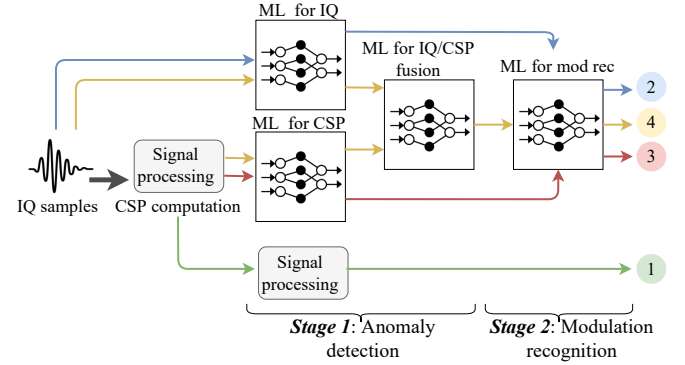 ML for IQ
ML for IQ/CSP
fusion
ML for mod rec
2
4
3
ML for CSP
Signal
processing
IQ samples
CSP computation
Signal
processing
1
Stage 1: Anomaly
detection
Stage 2: Modulation
recognition